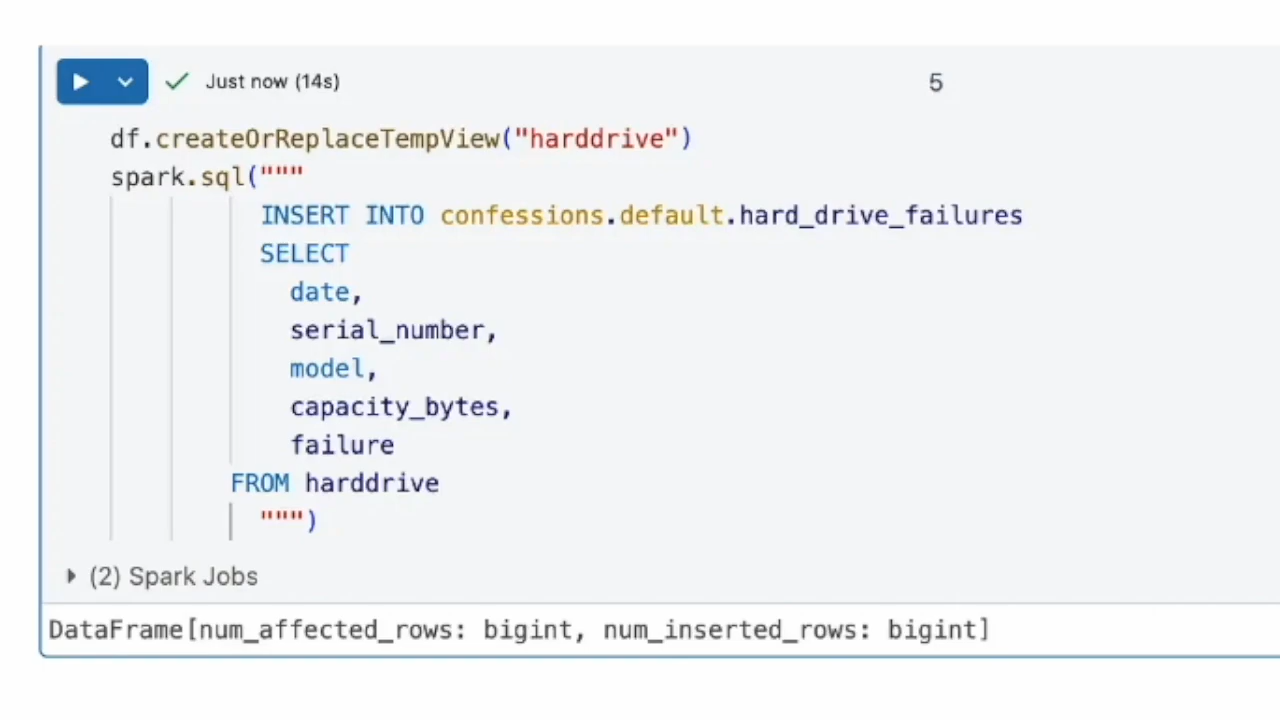 Just now (14s)
5
df.createOrReplaceTempView("harddrive")
spark.sql("""
INSERT INTO confessions.default.hard_drive_failures
SELECT
date,
serial_number,
model,
capacity_bytes,
failure
FROM harddrive
""")
(2) Spark Jobs
DataFrame[num_affected_rows: bigint, num_inserted_rows: bigint]